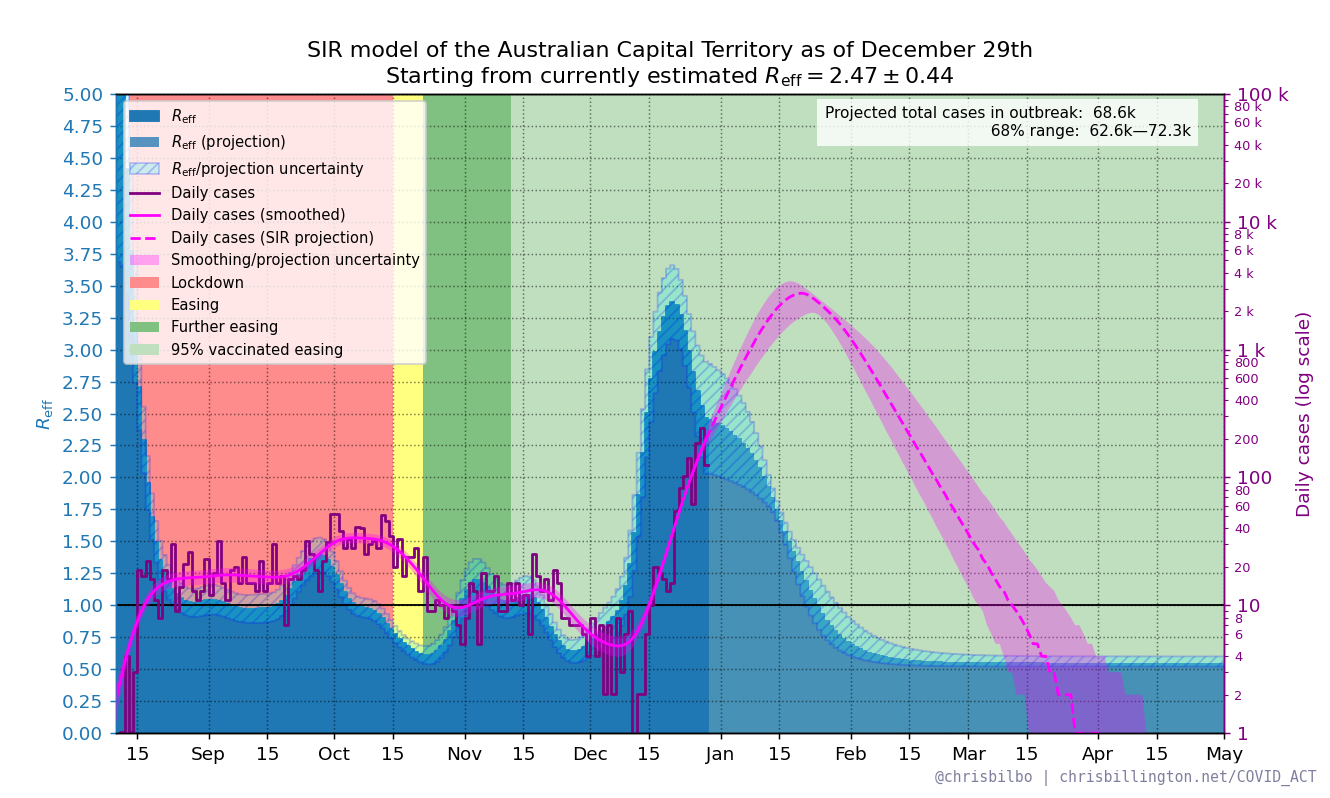 SIR model of the Australian Capital Territory as of December 29th
Starting from currently estimated R_eff = 2.47 ± 0.44
R_eff
R_eff (projection)
R_eff/projection uncertainty
Daily cases
Daily cases (smoothed)
Daily cases (SIR projection)
Smoothing/projection uncertainty
Lockdown
Easing
Further easing
95% vaccinated easing
Projected total cases in outbreak: 68.6k
68% range: 62.6k—72.3k
R_eff
5.00
4.75
4.50
4.25
4.00
3.75
3.50
3.25
3.00
2.75
2.50
2.25
2.00
1.75
1.50
1.25
1.00
0.75
0.50
0.25
0.00
100 k
80 k
60 k
40 k
20 k
10 k
8 k
6 k
4 k
2 k
1 k
800
600
400
200
100
80
60
40
20
10
8
6
4
2
1
Daily cases (log scale)
15 Sep 15 Oct 15 Nov 15 Dec 15 Jan 15 Feb 15 Mar 15 Apr 15 May
@chrisbilbo | chrisbillington.net/COVID_ACT